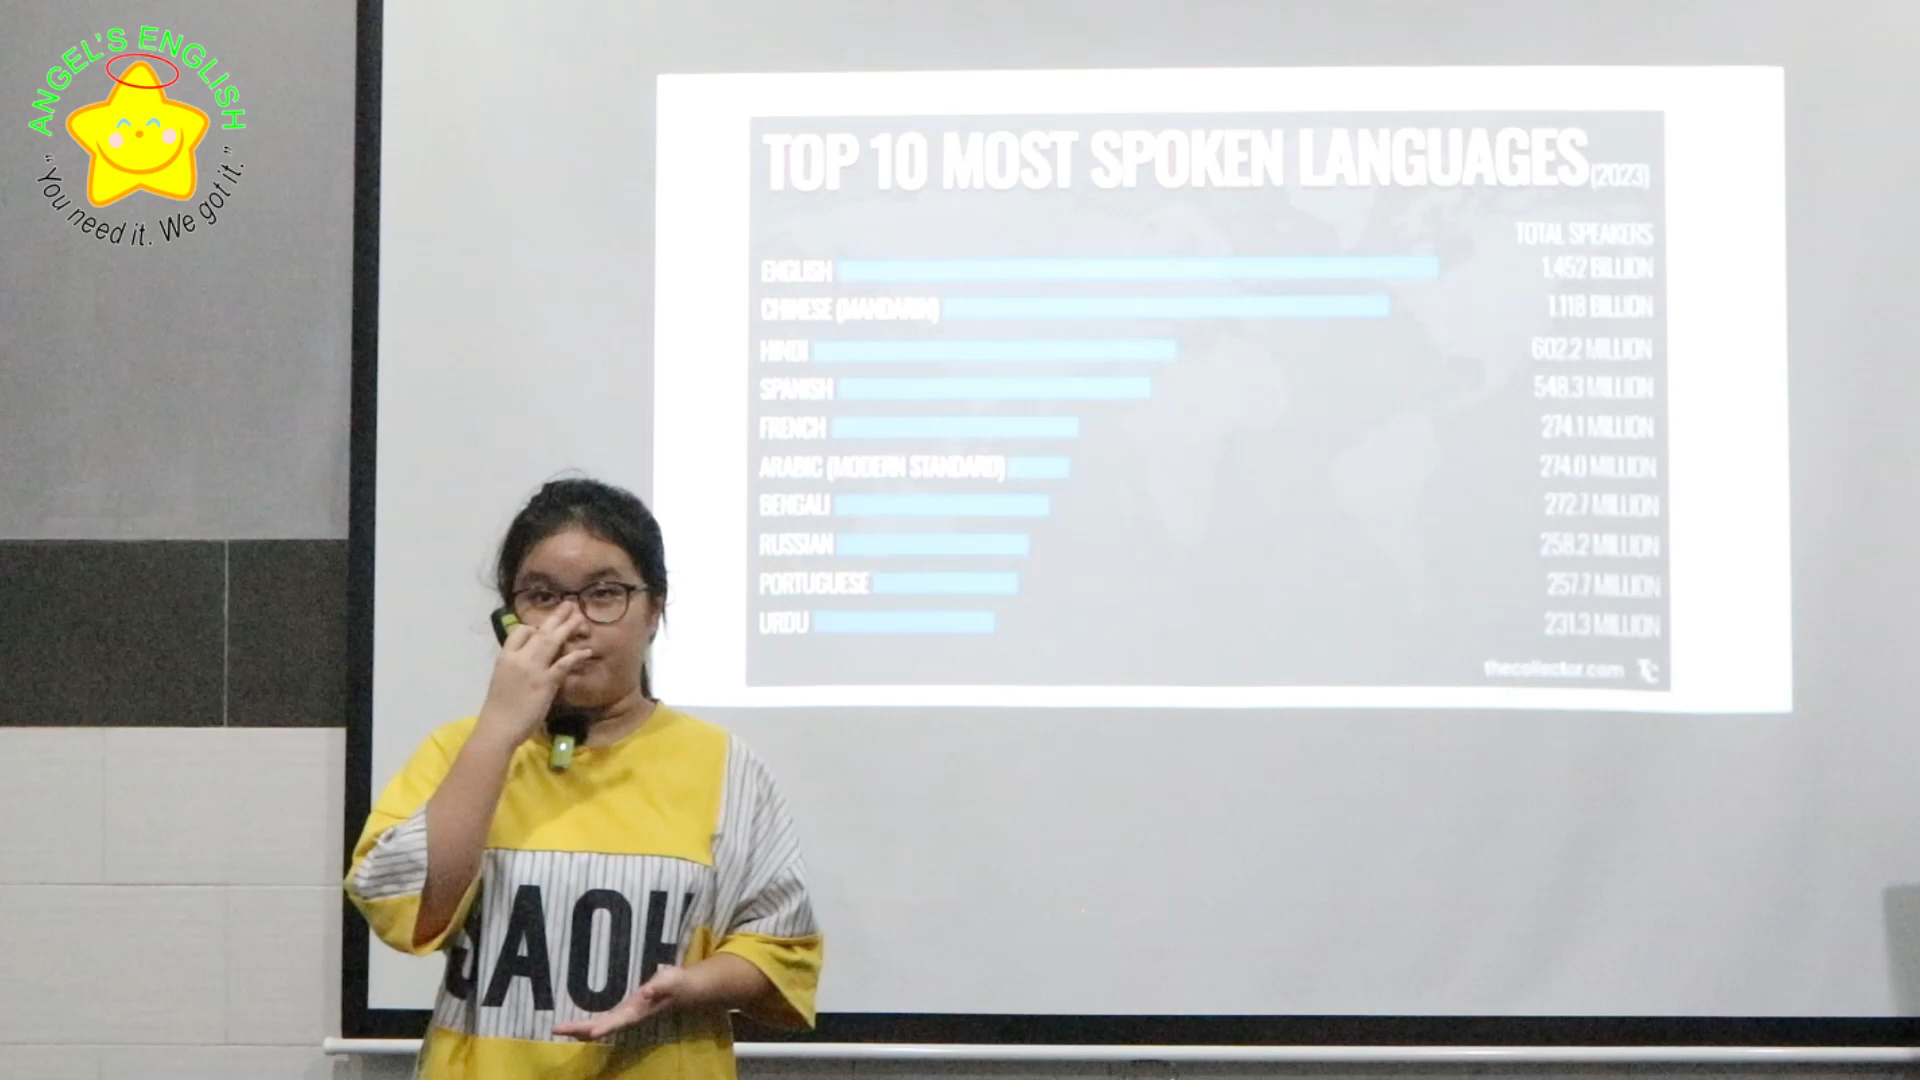 ANGEL'S ENGLISH
"You need it. We got it."
TOP 10 MOST SPOKEN LANGUAGES (2023)
TOTAL SPEAKERS
ENGLISH 1.452 BILLION
CHINESE (MANDARIN) 1.118 BILLION
HINDI 602.2 MILLION
SPANISH 548.3 MILLION
FRENCH 274.1 MILLION
ARABIC (MODERN STANDARD) 274.0 MILLION
BENGALI 272.7 MILLION
RUSSIAN 258.2 MILLION
PORTUGUESE 257.7 MILLION
URDU 231.3 MILLION
thecollector.com